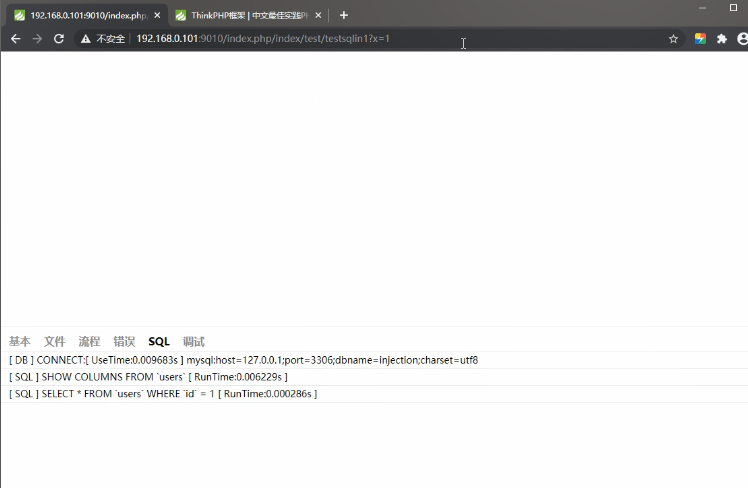 192.168.0.101:9010/index.php/
ThinkPHP框架 | 中文最佳实践P
不安全 192.168.0.101:9010/index.php/index/test/testsqlin1?x=1
基本 文件 流程 错误 SQL 调试
[ DB ] CONNECT:[ UseTime:0.009683s ] mysql:host=127.0.0.1;port=3306;dbname=injection;charset=utf8
[ SQL ] SHOW COLUMNS FROM `users` [ RunTime:0.006229s ]
[ SQL ] SELECT * FROM `users` WHERE `id` = 1 [ RunTime:0.000286s ]